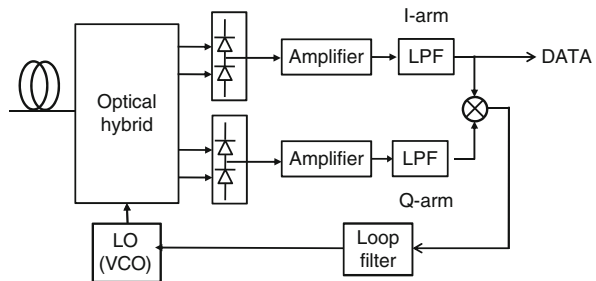 I-arm
Amplifier
LPF
DATA
Optical
hybrid
Amplifier
LPF
Q-arm
LO
(VCO)
Loop
filter